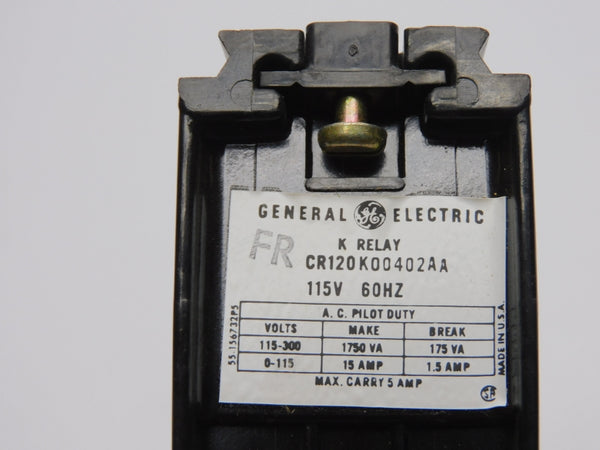 GENERAL GE ELECTRIC
FR
K RELAY
CR120K00402AA
115V 60HZ
A.C. PILOT DUTY
VOLTS MAKE BREAK
115-300 1750 VA 175 VA
0-115 15 AMP 1.5 AMP
MAX. CARRY 5 AMP
55.156732P5
MADE IN U.S.A.